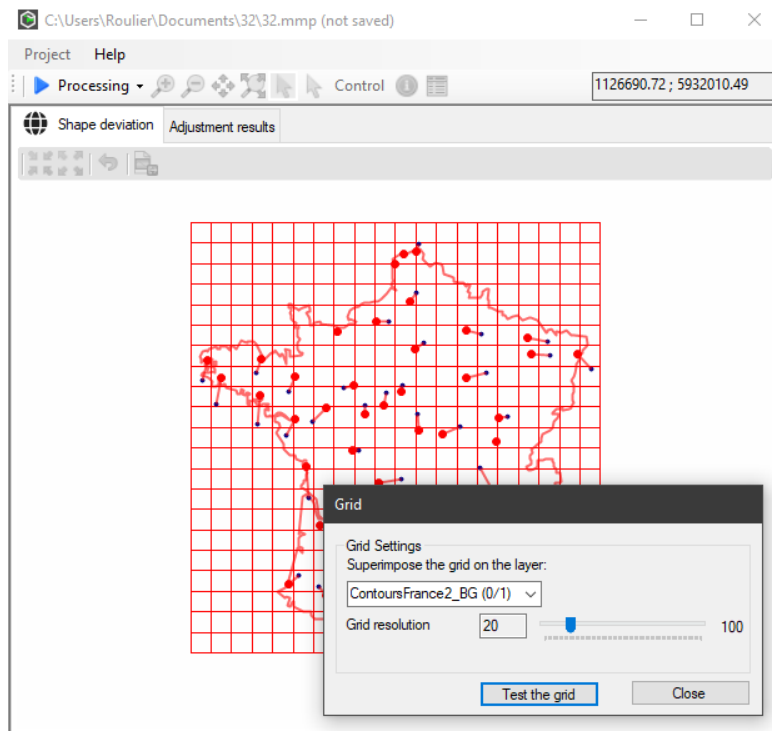 C:\Users\Roulier\Documents\32\32.mmp (not saved)
Project Help
Processing Control 1126690.72 ; 5932010.49
Shape deviation Adjustment results
Grid
Grid Settings
Superimpose the grid on the layer:
ContoursFrance2_BG (0/1)
Grid resolution 20 100
Test the grid Close